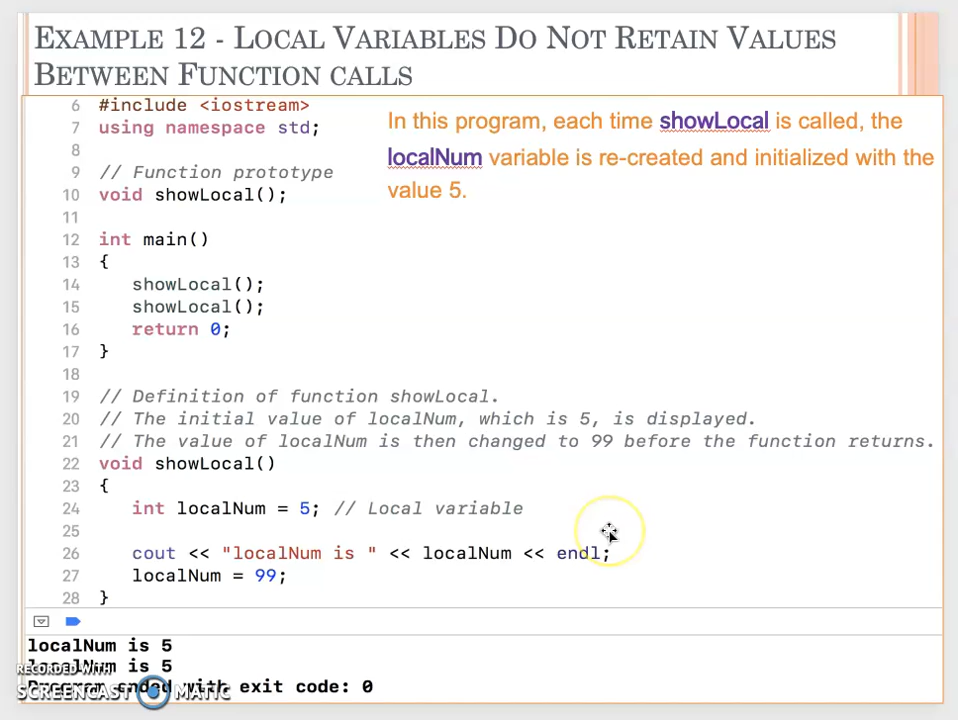 EXAMPLE 12 - LOCAL VARIABLES DO NOT RETAIN VALUES
BETWEEN FUNCTION CALLS
In this program, each time showLocal is called, the
localNum variable is re-created and initialized with the
value 5.
6 #include <iostream>
7 using namespace std;
8
9 // Function prototype
10 void showLocal();
11
12 int main()
13 {
14 showLocal();
15 showLocal();
16 return 0;
17 }
18
19 // Definition of function showLocal.
20 // The initial value of localNum, which is 5, is displayed.
21 // The value of localNum is then changed to 99 before the function returns.
22 void showLocal()
23 {
24 int localNum = 5; // Local variable
25
26 cout << "localNum is " << localNum << endl;
27 localNum = 99;
28 }
localNum is 5
localNum is 5
Program ended with exit code: 0
RECORDED WITH
SCREENCAST MATIC